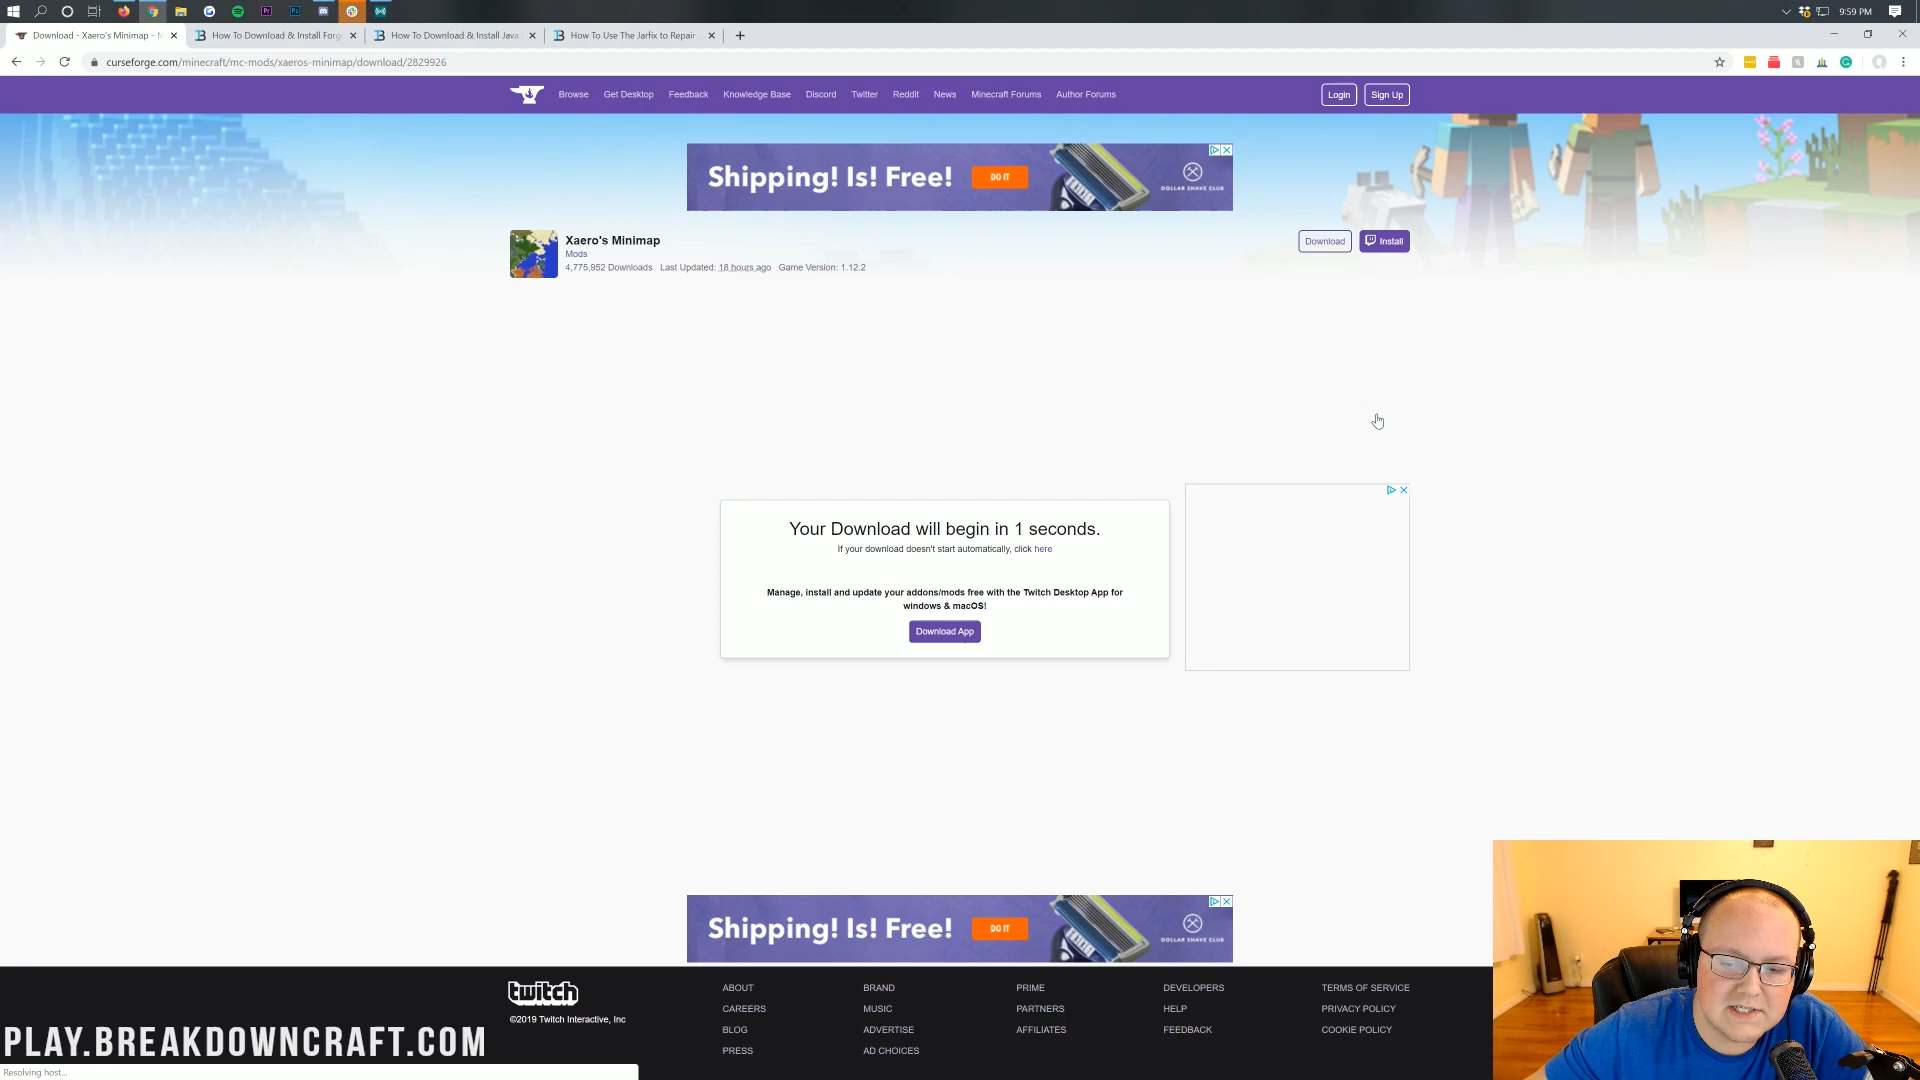 9:59 PM
Download - Xaero's Minimap - M
How To Download & Install Forg
How To Download & Install Java
How To Use The Jarfix to Repair
curseforge.com/minecraft/mc-mods/xaeros-minimap/download/2829926
Browse Get Desktop Feedback Knowledge Base Discord Twitter Reddit News Minecraft Forums Author Forums Login Sign Up
Shipping! Is! Free! DO IT DOLLAR SHAVE CLUB
Xaero's Minimap
Mods
4,775,952 Downloads Last Updated: 18 hours ago Game Version: 1.12.2
Download Install
Your Download will begin in 1 seconds.
If your download doesn't start automatically, click here
Manage, install and update your addons/mods free with the Twitch Desktop App for
windows & macOS!
Download App
Shipping! Is! Free! DO IT DOLLAR SHAVE CLUB
twitch
©2019 Twitch Interactive, Inc
ABOUT BRAND PRIME DEVELOPERS TERMS OF SERVICE
CAREERS MUSIC PARTNERS HELP PRIVACY POLICY
BLOG ADVERTISE AFFILIATES FEEDBACK COOKIE POLICY
PRESS AD CHOICES
PLAY.BREAKDOWNCRAFT.COM
Resolving host...